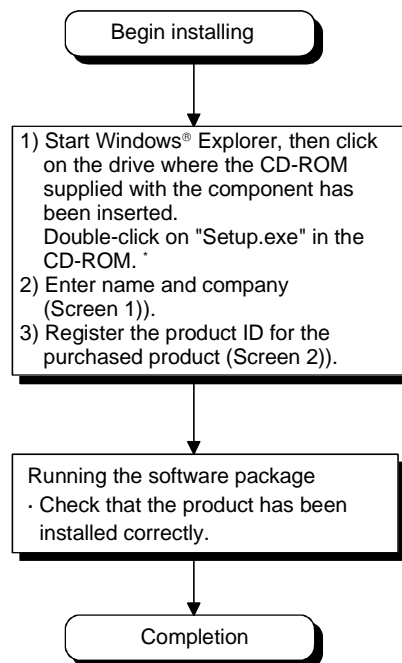 Begin installing
1) Start Windows® Explorer, then click
on the drive where the CD-ROM
supplied with the component has
been inserted.
Double-click on "Setup.exe" in the
CD-ROM. *
2) Enter name and company
(Screen 1)).
3) Register the product ID for the
purchased product (Screen 2)).
Running the software package
· Check that the product has been
installed correctly.
Completion